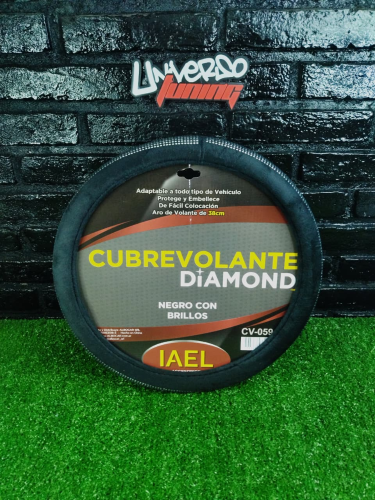 UNIVERSO
TUNING
Adaptable a todo tipo de Vehículo
Protege y Embellece
De Fácil Colocación
Aro de Volante de 38cm
CUBREVOLANTE
DiAMOND
NEGRO CON
BRILLOS
CV-059
IAEL